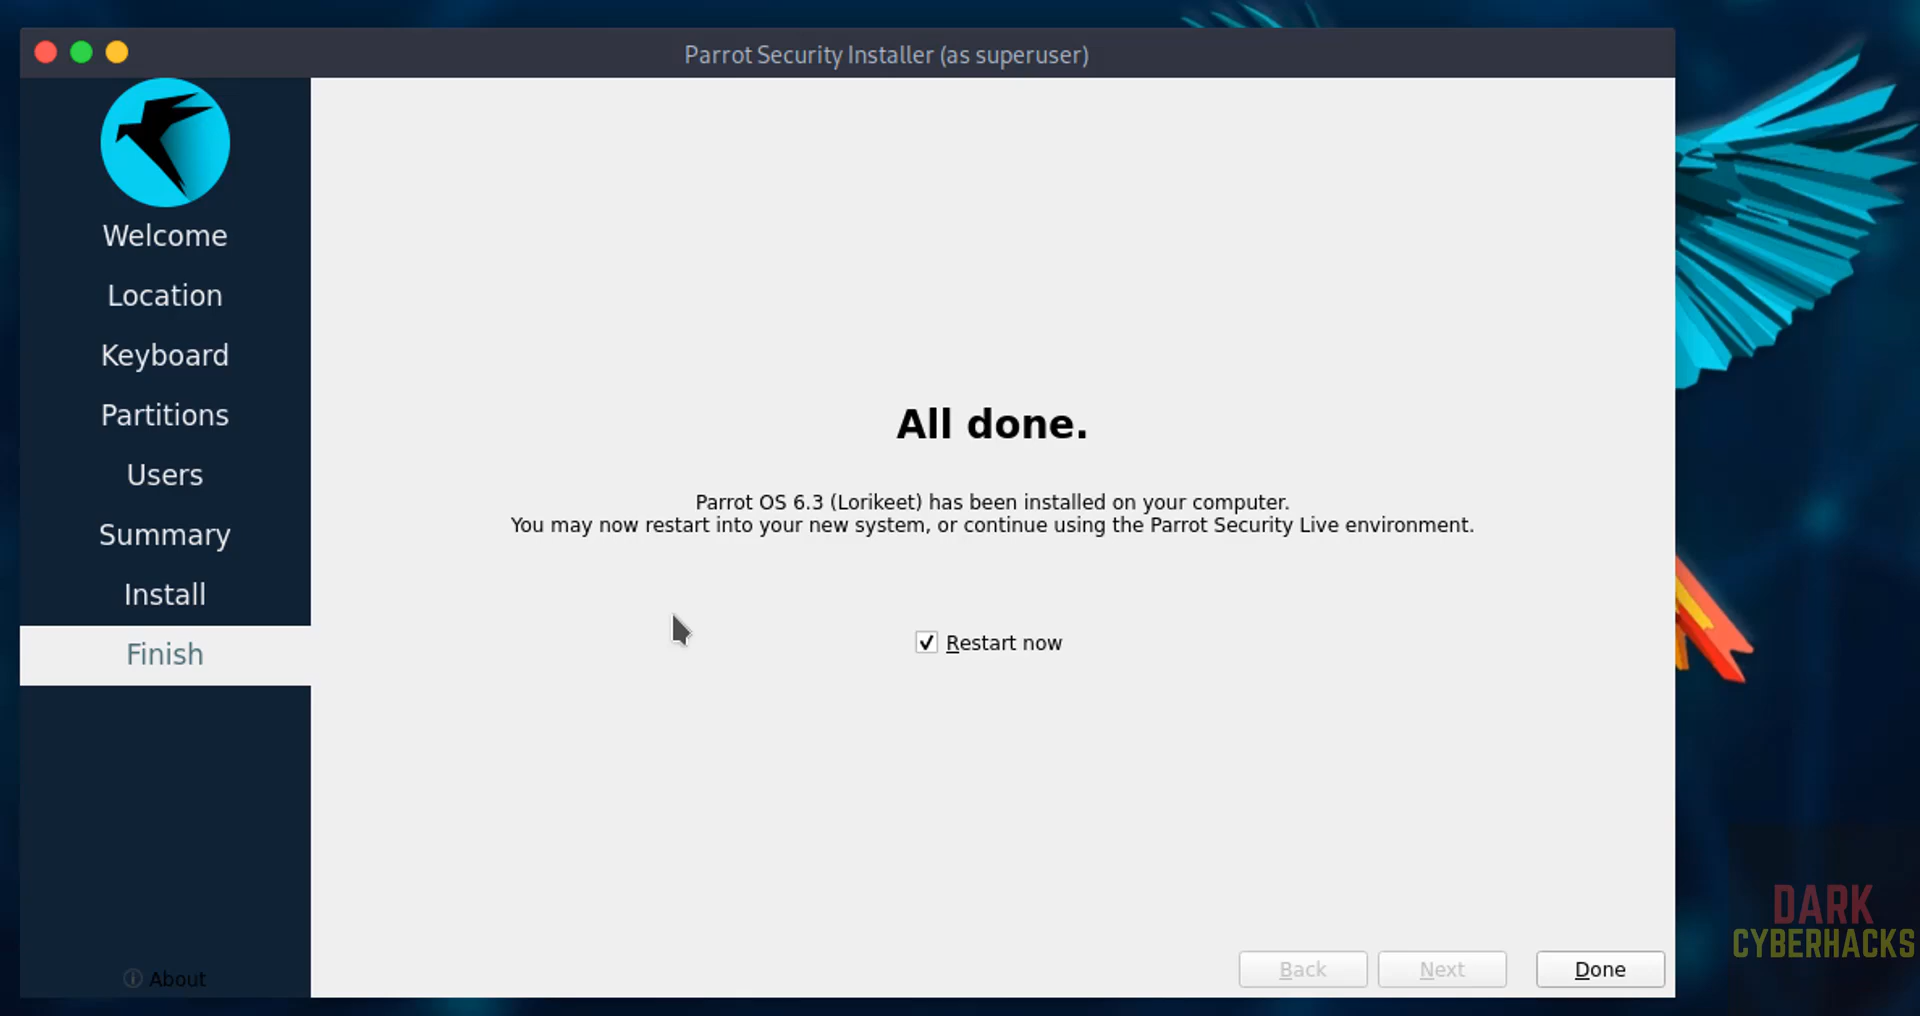 Parrot Security Installer (as superuser)
Welcome
Location
Keyboard
Partitions
Users
Summary
Install
Finish
About
All done.
Parrot OS 6.3 (Lorikeet) has been installed on your computer.
You may now restart into your new system, or continue using the Parrot Security Live environment.
Restart now
Back
Next
Done
DARK
CYBERHACKS